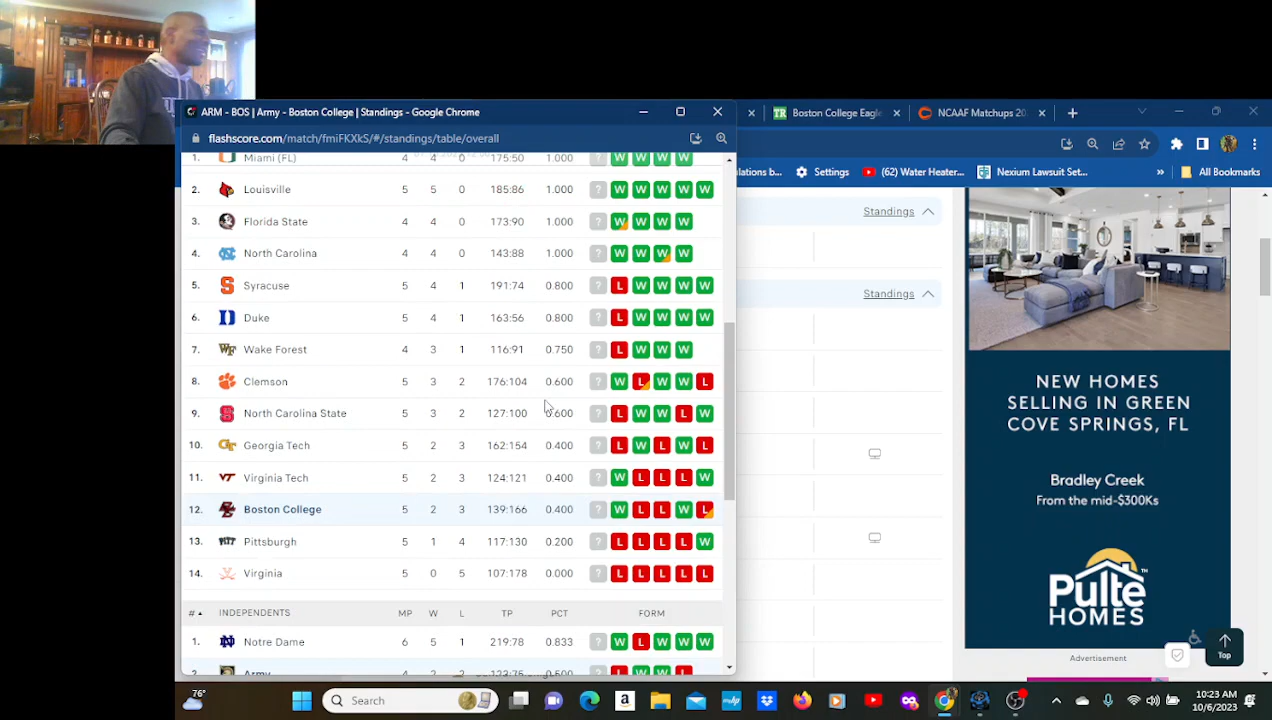 ARM - BOS | Army - Boston College | Standings - Google Chrome
Boston College Eagle
NCAAF Matchups 20
flashscore.com/match/fmiFKXkS/#/standings/table/overall
Settings
(62) Water Heater...
Nexium Lawsuit Set...
»
All Bookmarks
1. Miami (FL) 4 4 0 175:50 1.000 ? W W W W
2. Louisville 5 5 0 185:86 1.000 ? W W W W W
3. Florida State 4 4 0 173:90 1.000 ? W W W W
4. North Carolina 4 4 0 143:88 1.000 ? W W W W
5. Syracuse 5 4 1 191:74 0.800 ? L W W W W
6. Duke 5 4 1 163:56 0.800 ? L W W W W
7. Wake Forest 4 3 1 116:91 0.750 ? L W W W
8. Clemson 5 3 2 176:104 0.600 ? W L W W L
9. North Carolina State 5 3 2 127:100 0.600 ? L W W L W
10. Georgia Tech 5 2 3 162:154 0.400 ? L W L W L
11. Virginia Tech 5 2 3 124:121 0.400 ? W L L L W
12. Boston College 5 2 3 139:166 0.400 ? W L L W L
13. Pittsburgh 5 1 4 117:130 0.200 ? L L L L W
14. Virginia 5 0 5 107:178 0.000 ? L L L L L
# INDEPENDENTS MP W L TP PCT FORM
1. Notre Dame 6 5 1 219:78 0.833 ? W L W W W
2. Army 4 2 2 0.500 ? L W W L
Standings
Standings
NEW HOMES
SELLING IN GREEN
COVE SPRINGS, FL
Bradley Creek
From the mid-$300Ks
Pulte
HOMES
TM
Advertisement
Top
76°
Search
10:23 AM
10/6/2023